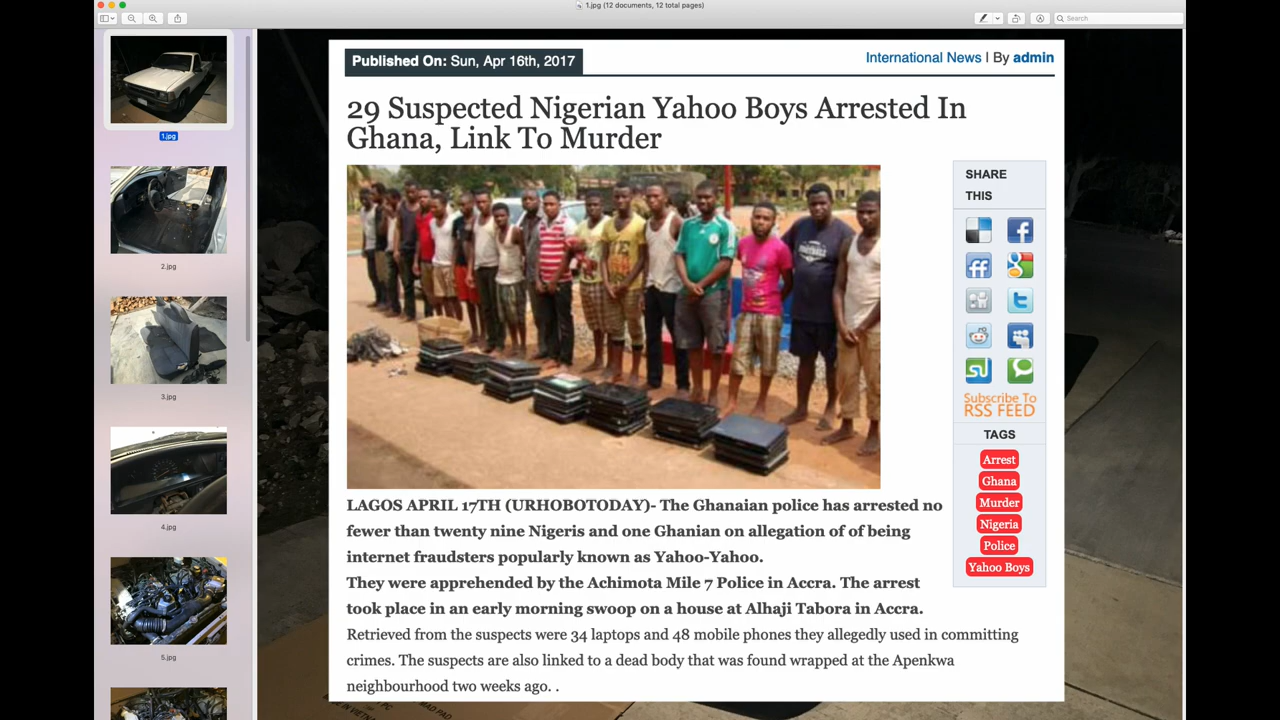 1.jpg (12 documents, 12 total pages)
Search
1.jpg
2.jpg
3.jpg
4.jpg
5.jpg
Published On: Sun, Apr 16th, 2017
International News | By admin
29 Suspected Nigerian Yahoo Boys Arrested In
Ghana, Link To Murder
SHARE
THIS
Subscribe To
RSS FEED
TAGS
Arrest
Ghana
Murder
Nigeria
Police
Yahoo Boys
LAGOS APRIL 17TH (URHOBOTODAY)- The Ghanaian police has arrested no
fewer than twenty nine Nigeris and one Ghanian on allegation of of being
internet fraudsters popularly known as Yahoo-Yahoo.
They were apprehended by the Achimota Mile 7 Police in Accra. The arrest
took place in an early morning swoop on a house at Alhaji Tabora in Accra.
Retrieved from the suspects were 34 laptops and 48 mobile phones they allegedly used in committing
crimes. The suspects are also linked to a dead body that was found wrapped at the Apenkwa
neighbourhood two weeks ago. .
MAD PAD